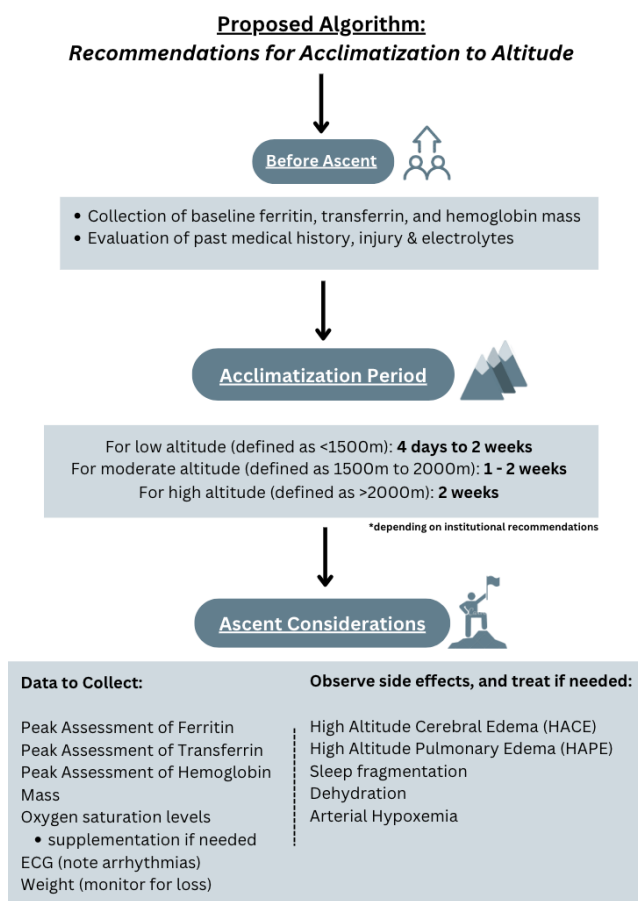 Proposed Algorithm:
Recommendations for Acclimatization to Altitude
Before Ascent
• Collection of baseline ferritin, transferrin, and hemoglobin mass
• Evaluation of past medical history, injury & electrolytes
Acclimatization Period
For low altitude (defined as <1500m): 4 days to 2 weeks
For moderate altitude (defined as 1500m to 2000m): 1 - 2 weeks
For high altitude (defined as >2000m): 2 weeks
*depending on institutional recommendations
Ascent Considerations
Data to Collect:
Peak Assessment of Ferritin
Peak Assessment of Transferrin
Peak Assessment of Hemoglobin
Mass
Oxygen saturation levels
• supplementation if needed
ECG (note arrhythmias)
Weight (monitor for loss)
Observe side effects, and treat if needed:
High Altitude Cerebral Edema (HACE)
High Altitude Pulmonary Edema (HAPE)
Sleep fragmentation
Dehydration
Arterial Hypoxemia